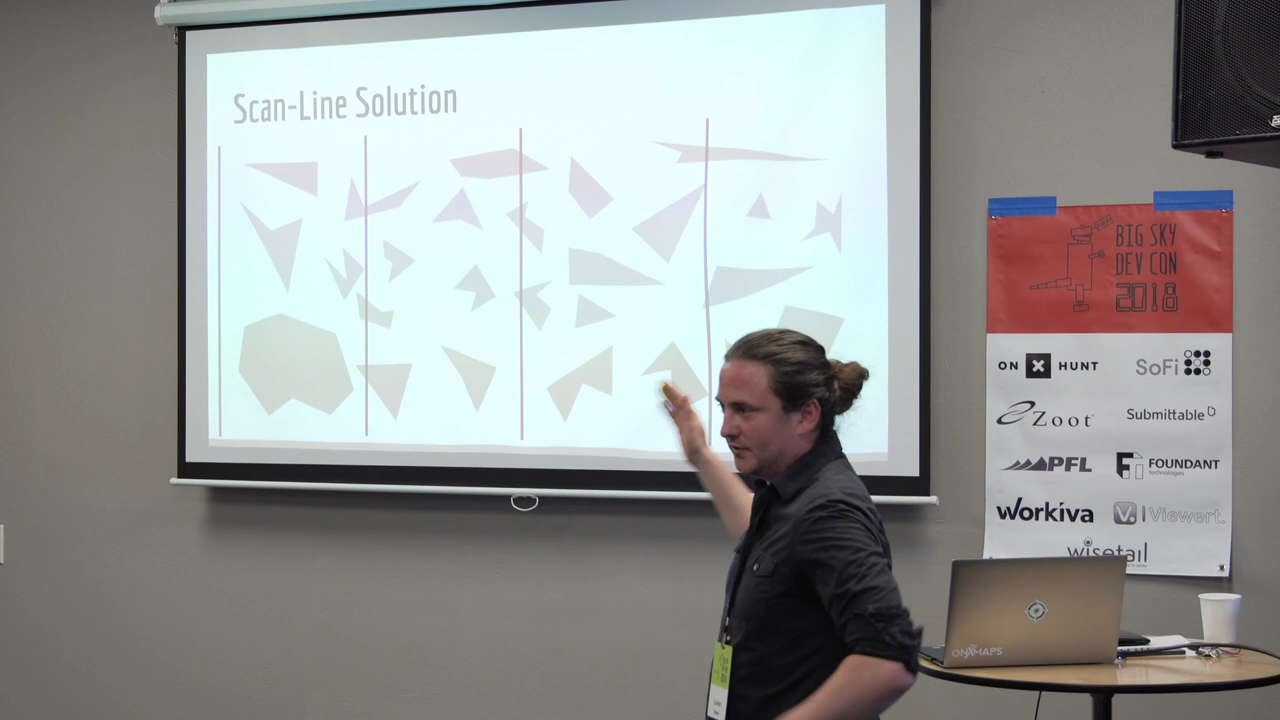 Scan-Line Solution
BIG SKY
DEV CON
2018
ON X HUNT
SoFi
Zoot
Submittable
PFL
FOUNDANT
technologies
Workiva
V. I Viewert.
wisetail
ONXMAPS